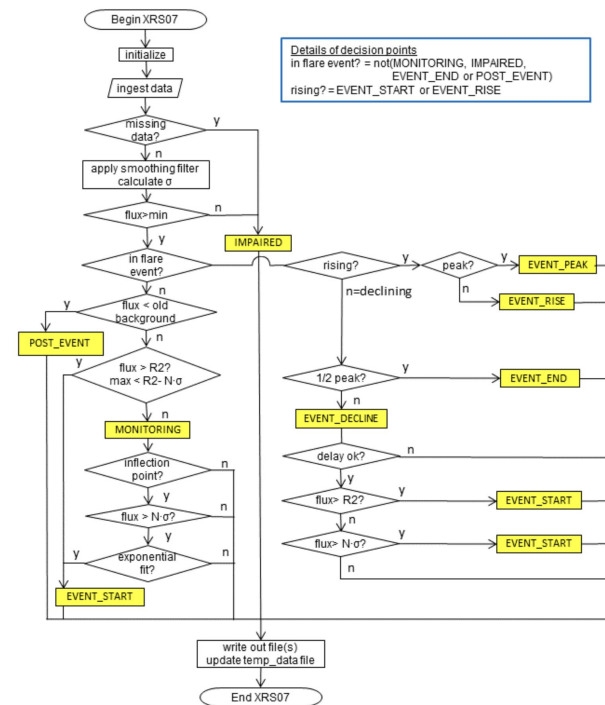 Begin XRS07
initialize
ingest data
Details of decision points
in flare event? = not(MONITORING, IMPAIRED,
EVENT_END or POST_EVENT)
rising? = EVENT_START or EVENT_RISE
missing
data?
y
n
apply smoothing filter
calculate σ
flux>min
n
y
IMPAIRED
in flare
event?
y
n
rising?
y
peak?
y
EVENT_PEAK
n
EVENT_RISE
n=declining
flux < old
background
y
n
POST_EVENT
flux > R2?
max < R2- N·σ
y
n
MONITORING
1/2 peak?
y
EVENT_END
n
EVENT_DECLINE
inflection
point?
n
y
delay ok?
n
y
flux > N·σ?
n
y
flux> R2?
y
EVENT_START
n
exponential
fit?
y
n
flux> N·σ?
y
EVENT_START
n
EVENT_START
write out file(s)
update temp_data file
End XRS07